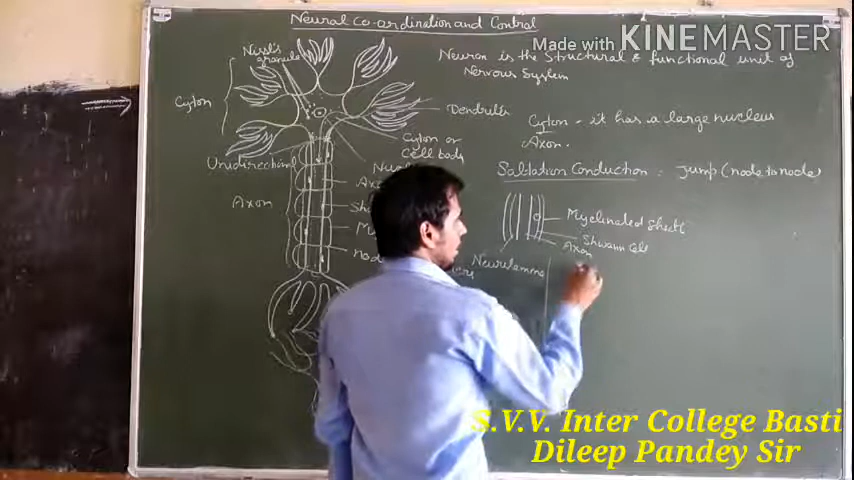 Neural co-ordination and Control
Made with KINEMASTER
Nissl's
granule
Neuron is the Structural & functional unit of
Nervous System
Cyton
Dendrites
Cyton - it has a large nucleus
Axon.
Cyton or
Cell body
Unidirectional
Saltation Conduction : Jump (node to node)
Axon
Myelinated Sheath
Shwann Cell
Axon
Neurilemma
S.V.V. Inter College Basti
Dileep Pandey Sir